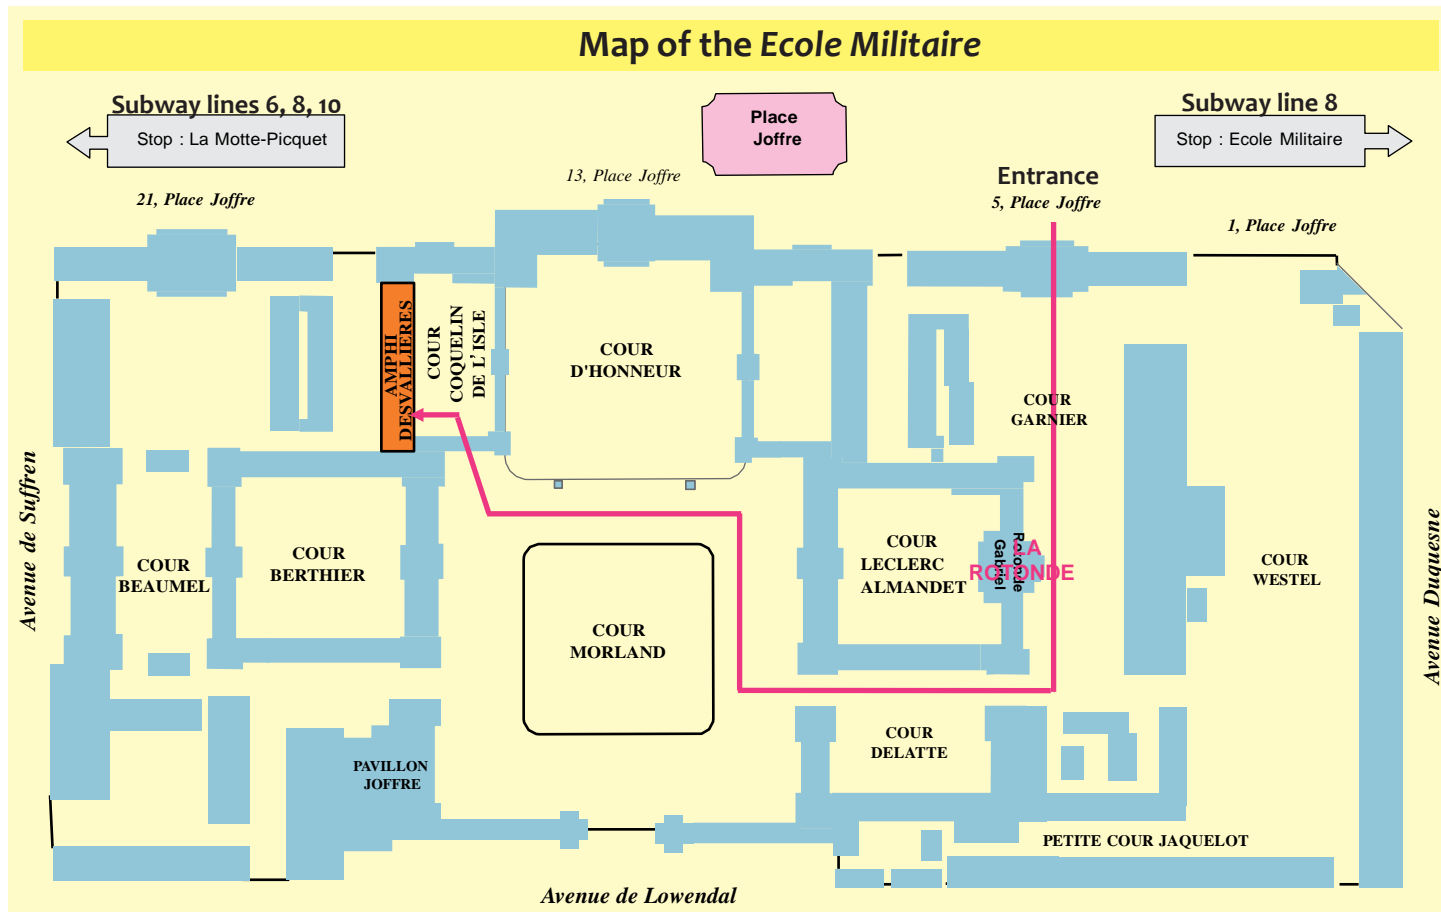 Map of the Ecole Militaire
Subway lines 6, 8, 10
Stop : La Motte-Picquet
Place
Joffre
Subway line 8
Stop : Ecole Militaire
21, Place Joffre
13, Place Joffre
Entrance
5, Place Joffre
1, Place Joffre
AMPHI
DESVALLIERES
COUR
COQUELIN
DE L'ISLE
COUR
D'HONNEUR
COUR
GARNIER
Avenue de Suffren
COUR
BEAUMEL
COUR
BERTHIER
COUR
MORLAND
COUR
LECLERC
ALMANDET
Rotonde
Gabriel
LA
ROTONDE
COUR
WESTEL
Avenue Duquesne
PAVILLON
JOFFRE
COUR
DELATTE
PETITE COUR JAQUELOT
Avenue de Lowendal